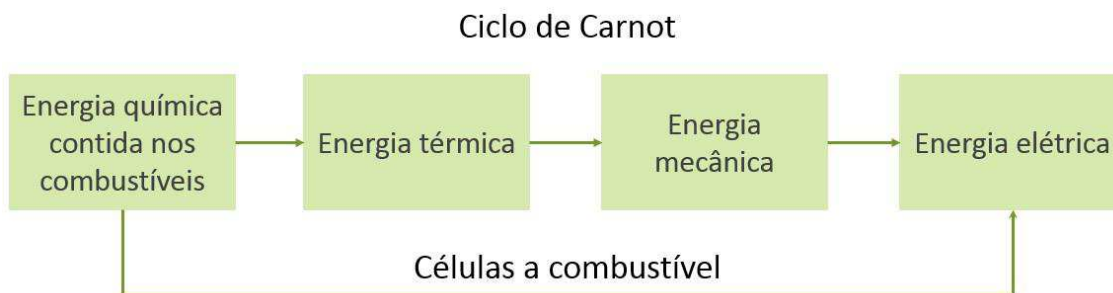 Ciclo de Carnot
Energia química
contida nos
combustíveis
Energia térmica
Energia
mecânica
Energia elétrica
Células a combustível